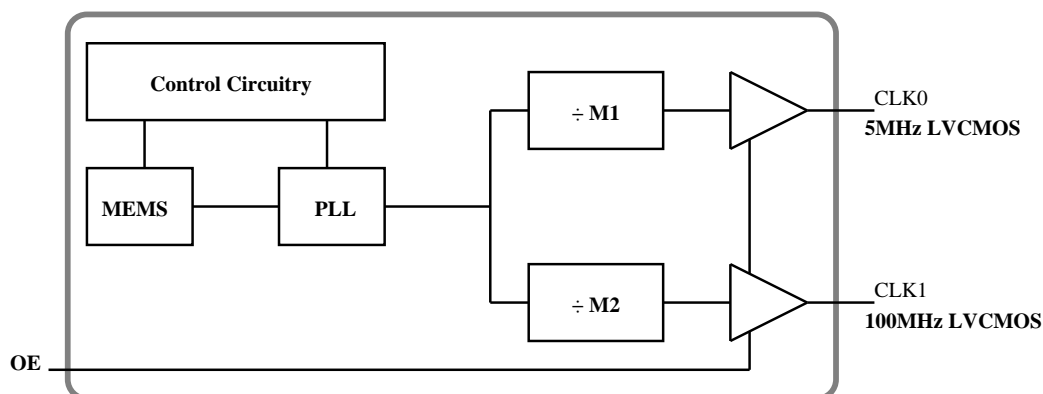 Control Circuitry
÷ M1
CLK0
5MHz LVCMOS
MEMS
PLL
÷ M2
CLK1
100MHz LVCMOS
OE